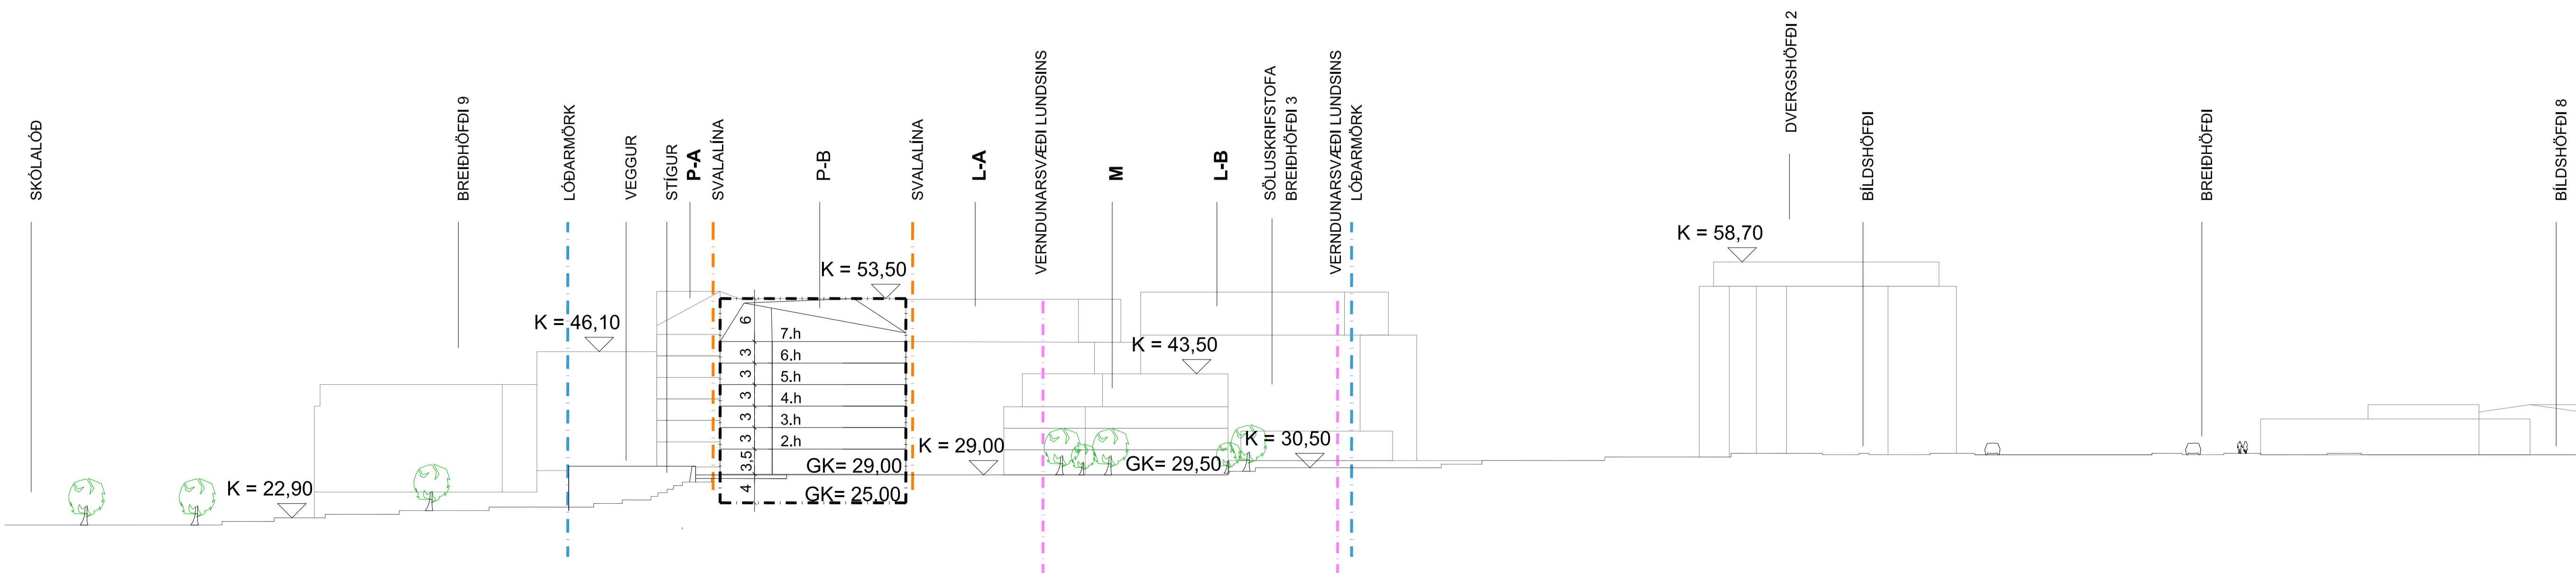 SKÓLALÓÐ
BREIÐHÖFÐI 9
LÓÐARMÖRK
VEGGUR
STÍGUR
P-A
SVALALÍNA
P-B
SVALALÍNA
L-A
VERNDUNARSVÆÐI LUNDSINS
M
L-B
SÖLUSKRIFSTOFA
BREIÐHÖFÐI 3
VERNDUNARSVÆÐI LUNDSINS
LÓÐARMÖRK
DVERGSHÖFÐI 2
BÍLDSHÖFÐI
BREIÐHÖFÐI
BÍLDSHÖFÐI 8
K = 58,70
K = 53,50
K = 46,10
K = 43,50
K = 29,00
K = 30,50
K = 22,90
6
3
3
3
3
3
3,5
4
7.h
6.h
5.h
4.h
3.h
2.h
GK= 29,00
GK= 25,00
GK= 29,50